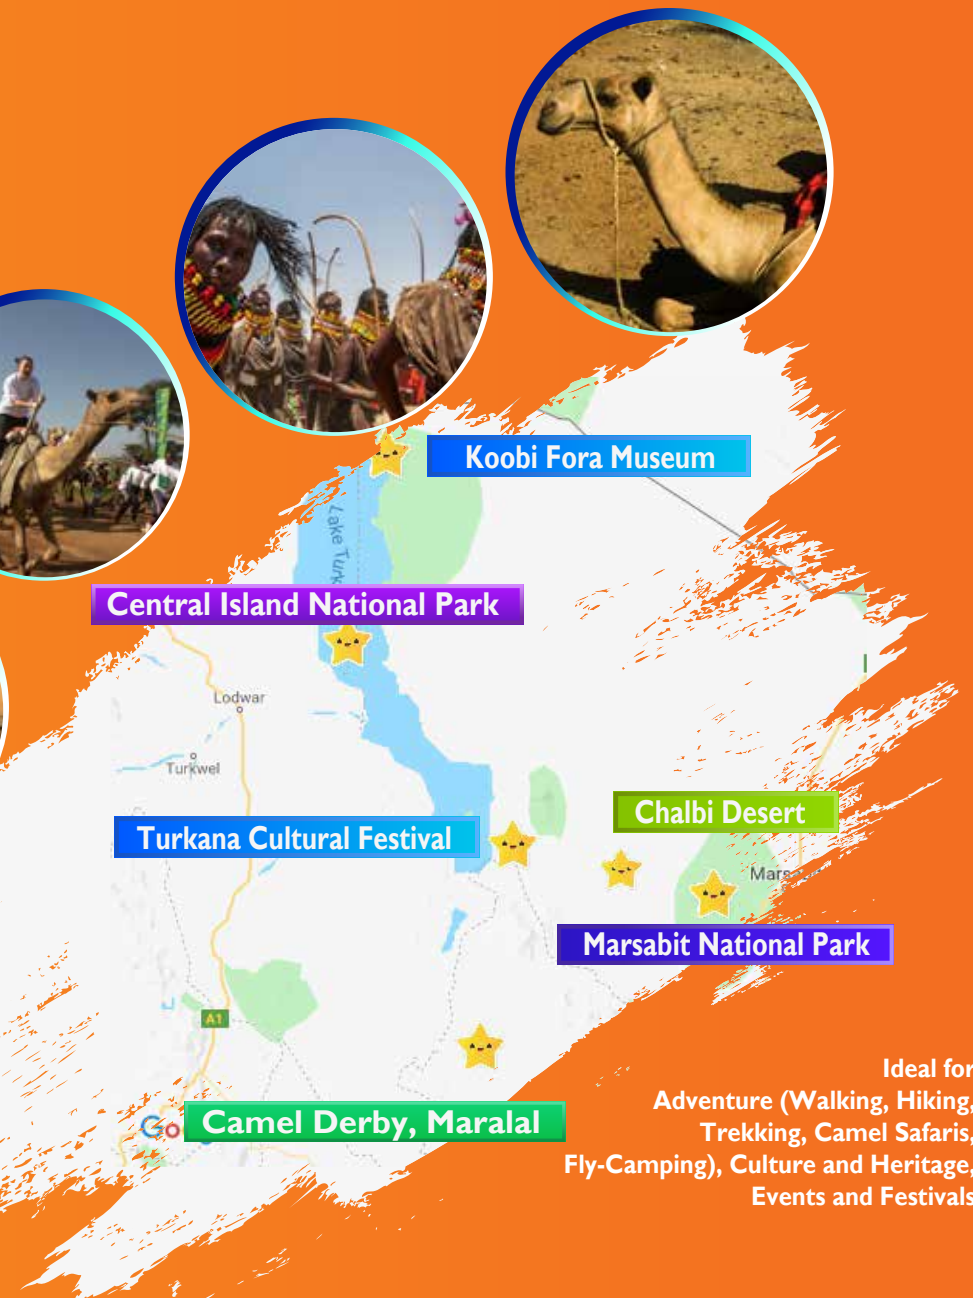 Koobi Fora Museum
Lake Turk
Central Island National Park
Lodwar
Turkwel
Chalbi Desert
Turkana Cultural Festival
Marsabit National Park
A1
Camel Derby, Maralal
Ideal for
Adventure (Walking, Hiking,
Trekking, Camel Safaris,
Fly-Camping), Culture and Heritage,
Events and Festivals